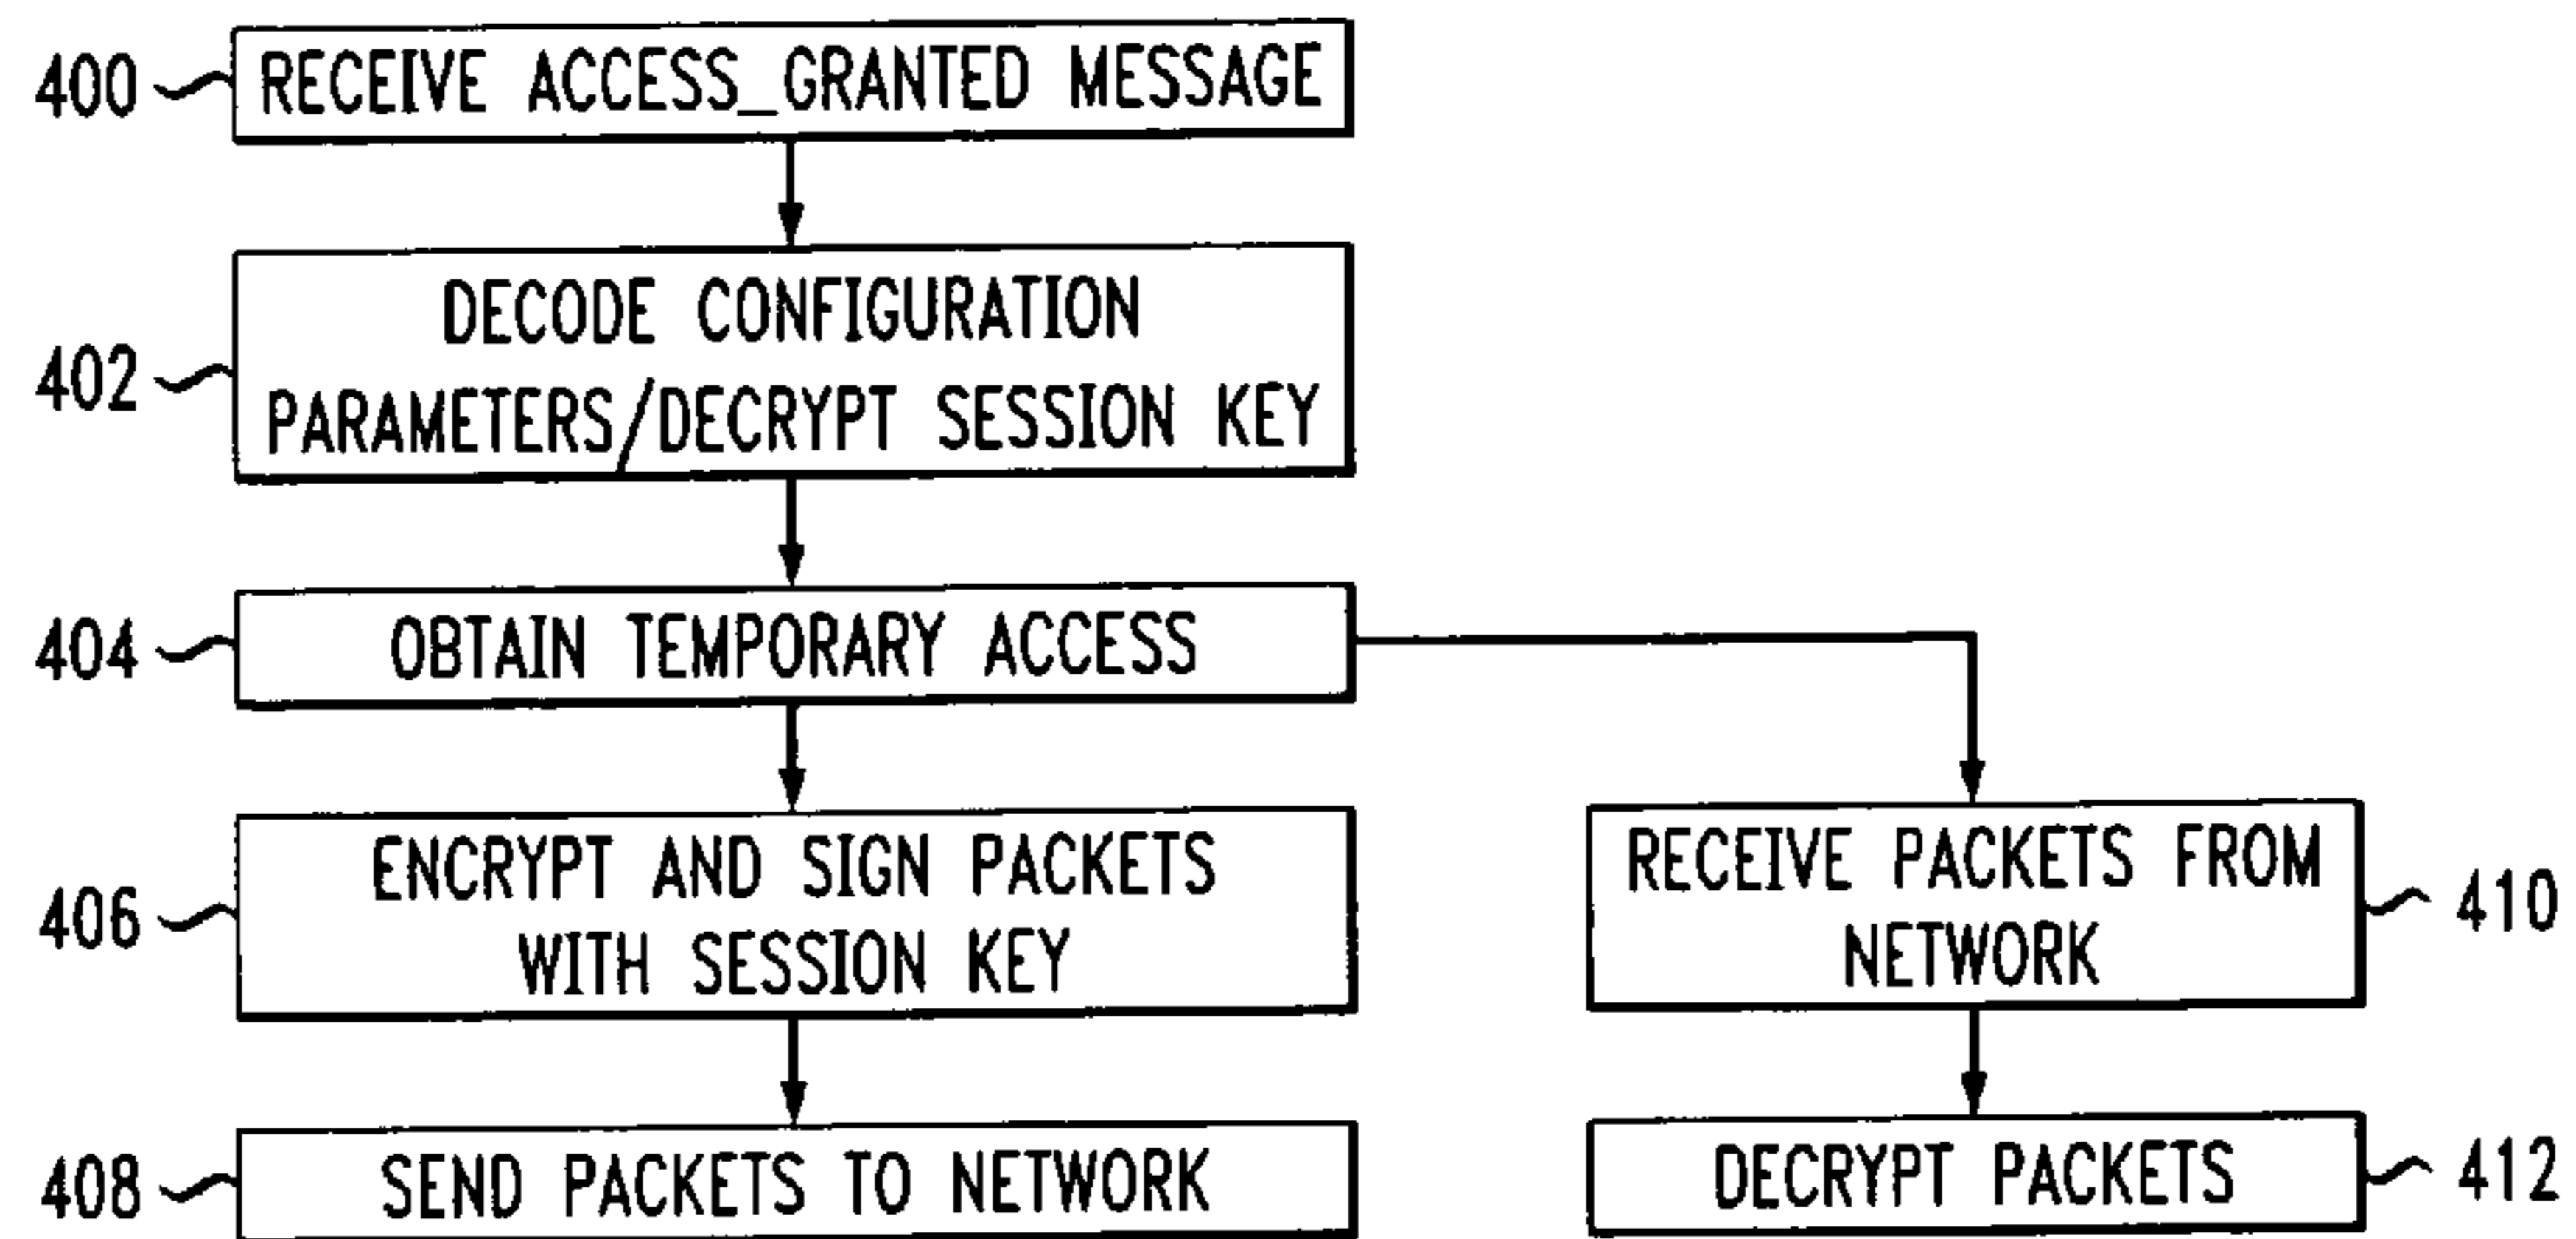 400
RECEIVE ACCESS_GRANTED MESSAGE
402
DECODE CONFIGURATION
PARAMETERS/DECRYPT SESSION KEY
404
OBTAIN TEMPORARY ACCESS
406
ENCRYPT AND SIGN PACKETS
WITH SESSION KEY
408
SEND PACKETS TO NETWORK
RECEIVE PACKETS FROM
NETWORK
410
DECRYPT PACKETS
412